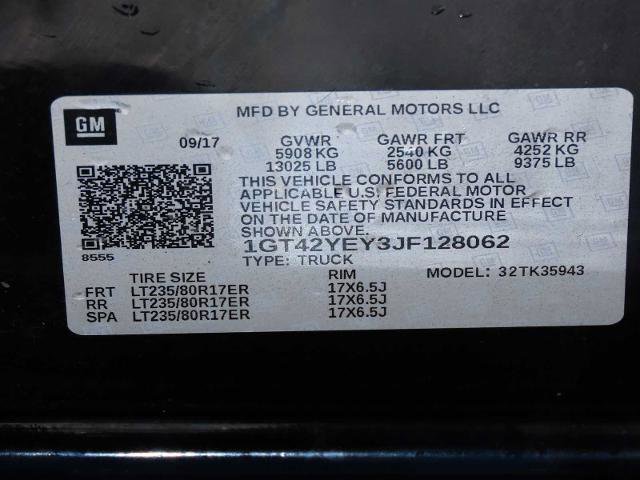 GM
MFD BY GENERAL MOTORS LLC
09/17 GVWR GAWR FRT GAWR RR
5908 KG 2540 KG 4252 KG
13025 LB 5600 LB 9375 LB
THIS VEHICLE CONFORMS TO ALL
APPLICABLE U.S. FEDERAL MOTOR
VEHICLE SAFETY STANDARDS IN EFFECT
ON THE DATE OF MANUFACTURE
SHOWN ABOVE.
8555 1GT42YEY3JF128062
TYPE: TRUCK MODEL: 32TK35943
TIRE SIZE RIM
FRT LT235/80R17ER 17X6.5J
RR LT235/80R17ER 17X6.5J
SPA LT235/80R17ER 17X6.5J